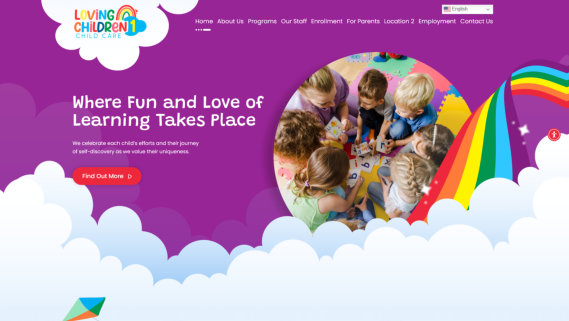 English
LOVING
CHILDREN 1
CHILD CARE
Home About Us Programs Our Staff Enrollment For Parents Location 2 Employment Contact Us
Where Fun and Love of
Learning Takes Place
We celebrate each child's efforts and their journey
of self-discovery as we value their uniqueness.
Find Out More